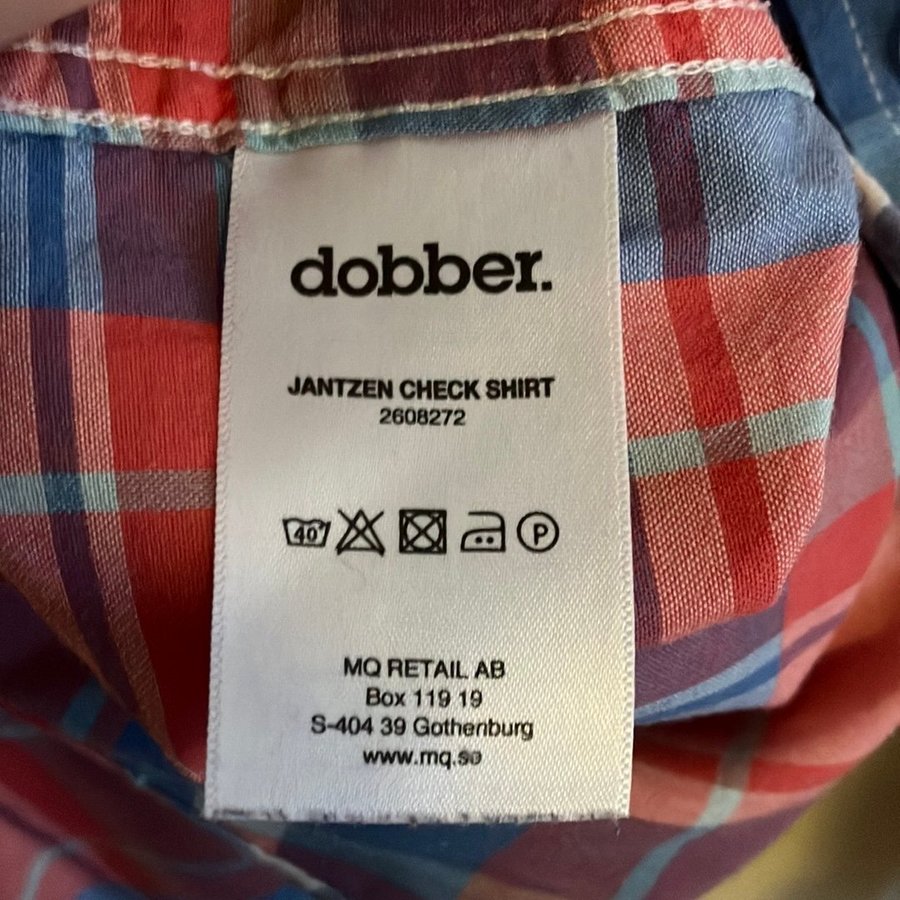 dobber.
JANTZEN CHECK SHIRT
2608272
40
P
MQ RETAIL AB
Box 119 19
S-404 39 Gothenburg
www.mq.se